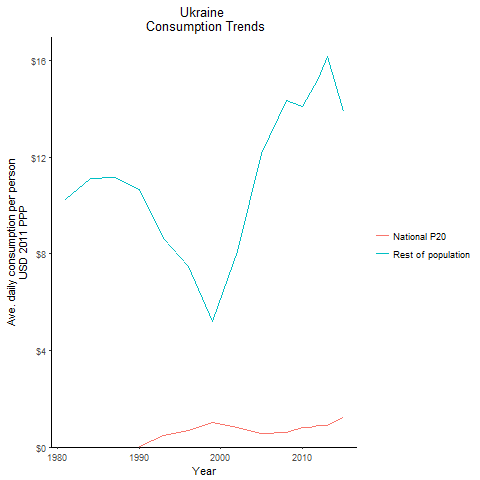 Ukraine
Consumption Trends
Ave. daily consumption per person
USD 2011 PPP
$16
$12
$8
$4
$0
1980
1990
2000
2010
Year
National P20
Rest of population